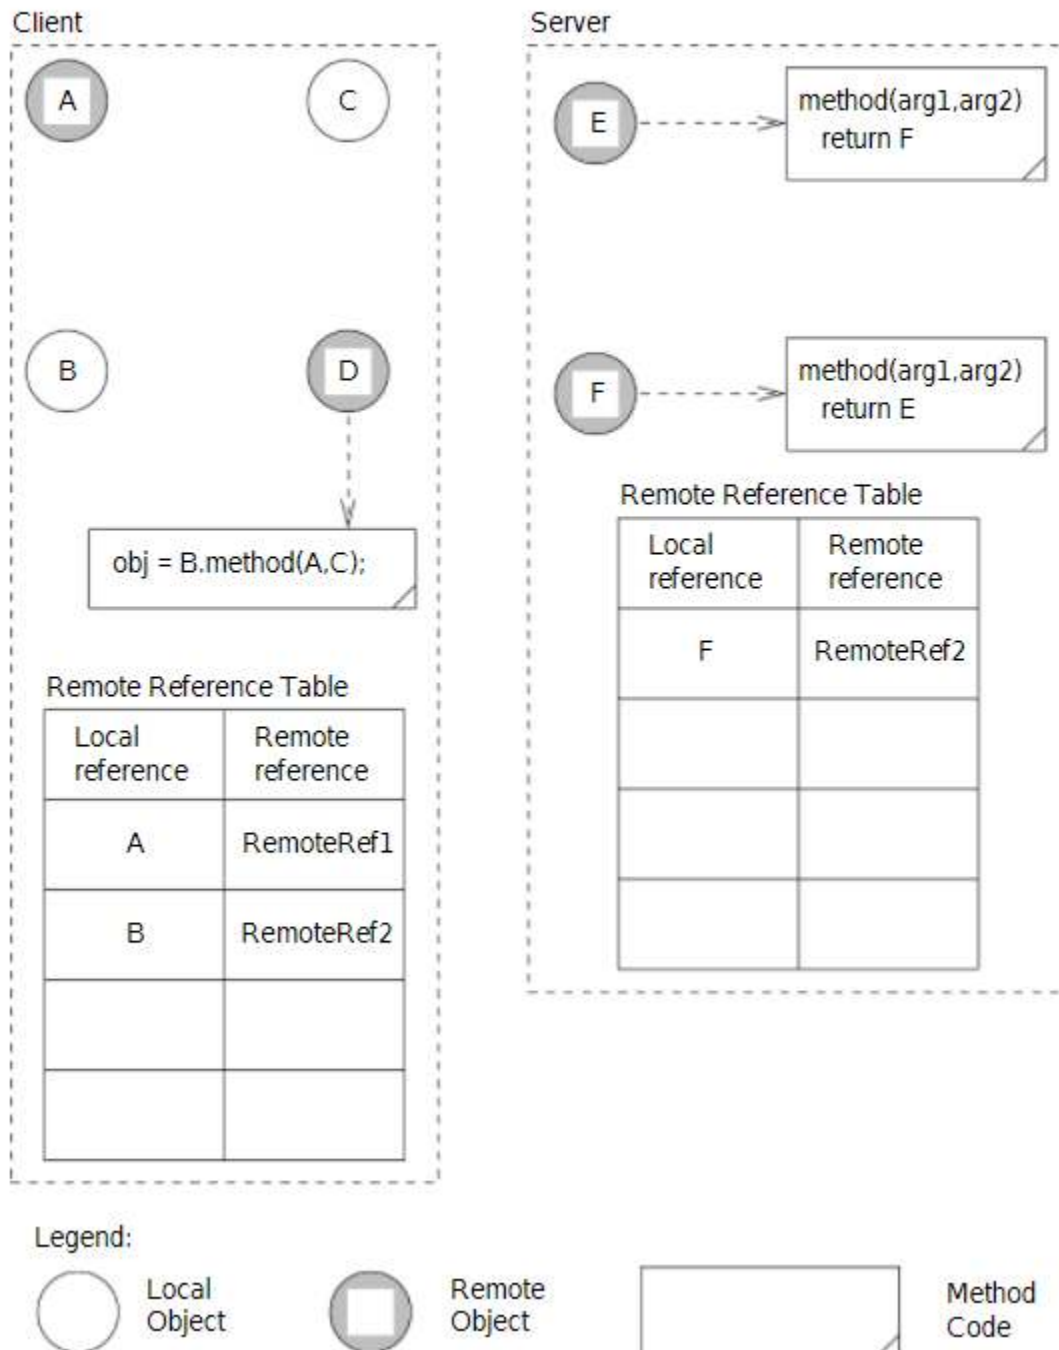 Client
A
C
B
D
obj = B.method(A,C);
Remote Reference Table
Local
reference
Remote
reference
A
RemoteRef1
B
RemoteRef2
Server
E
method(arg1,arg2)
return F
F
method(arg1,arg2)
return E
Remote Reference Table
Local
reference
Remote
reference
F
RemoteRef2
Legend:
Local
Object
Remote
Object
Method
Code